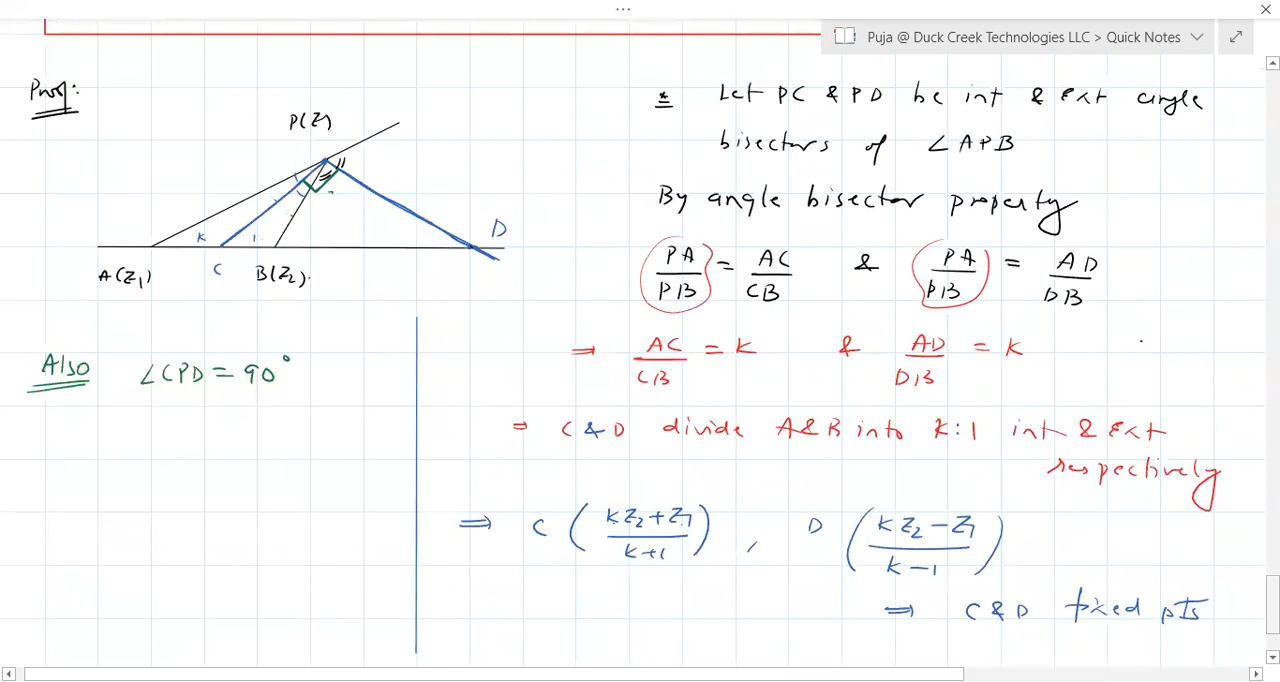 Puja @ Duck Creek Technologies LLC > Quick Notes
Proof:
P(Z)
K
1
D
A(Z₁)
C
B(Z₂).
Also ∠CPD = 90°
* Let PC & PD be int & Ext angle
bisectors of ∠APB
By angle bisector property
PA/PB = AC/CB & PA/PB = AD/DB
⇒ AC/CB = K & AD/DB = K
⇒ C & D divide A & B into K:1 int & Ext
respectively
⇒ C ( (KZ₂+Z₁)/(K+1) ) , D ( (KZ₂−Z₁)/(K−1) )
⇒ C & D fixed pts